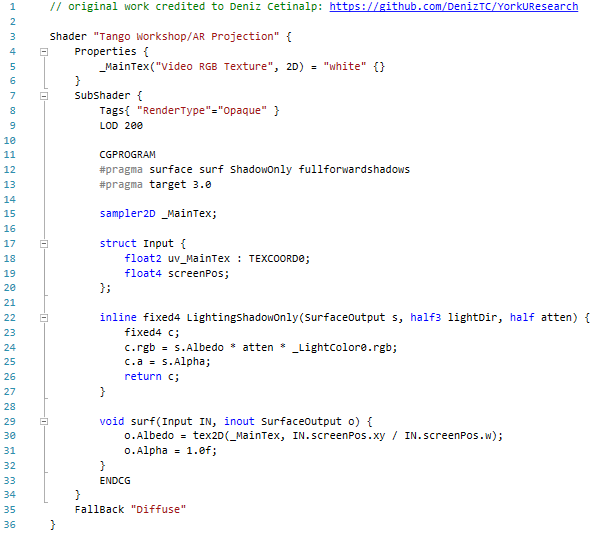 1 // original work credited to Deniz Cetinalp: https://github.com/DenizTC/YorkUResearch
2
3 Shader "Tango Workshop/AR Projection" {
4 Properties {
5 _MainTex("Video RGB Texture", 2D) = "white" {}
6 }
7 SubShader {
8 Tags{ "RenderType"="Opaque" }
9 LOD 200
10
11 CGPROGRAM
12 #pragma surface surf ShadowOnly fullforwardshadows
13 #pragma target 3.0
14
15 sampler2D _MainTex;
16
17 struct Input {
18 float2 uv_MainTex : TEXCOORD0;
19 float4 screenPos;
20 };
21
22 inline fixed4 LightingShadowOnly(SurfaceOutput s, half3 lightDir, half atten) {
23 fixed4 c;
24 c.rgb = s.Albedo * atten * _LightColor0.rgb;
25 c.a = s.Alpha;
26 return c;
27 }
28
29 void surf(Input IN, inout SurfaceOutput o) {
30 o.Albedo = tex2D(_MainTex, IN.screenPos.xy / IN.screenPos.w);
31 o.Alpha = 1.0f;
32 }
33 ENDCG
34 }
35 FallBack "Diffuse"
36 }